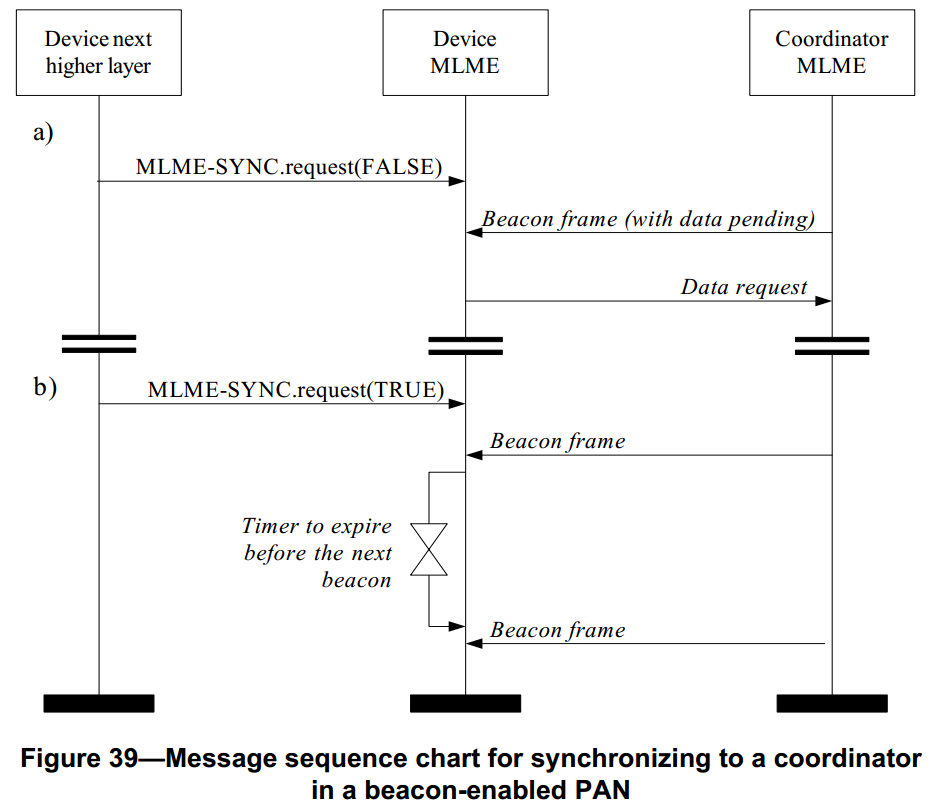 Device next
higher layer
Device
MLME
Coordinator
MLME
a)
MLME-SYNC.request(FALSE)
Beacon frame (with data pending)
Data request
b)
MLME-SYNC.request(TRUE)
Beacon frame
Timer to expire
before the next
beacon
Beacon frame
Figure 39—Message sequence chart for synchronizing to a coordinator
in a beacon-enabled PAN